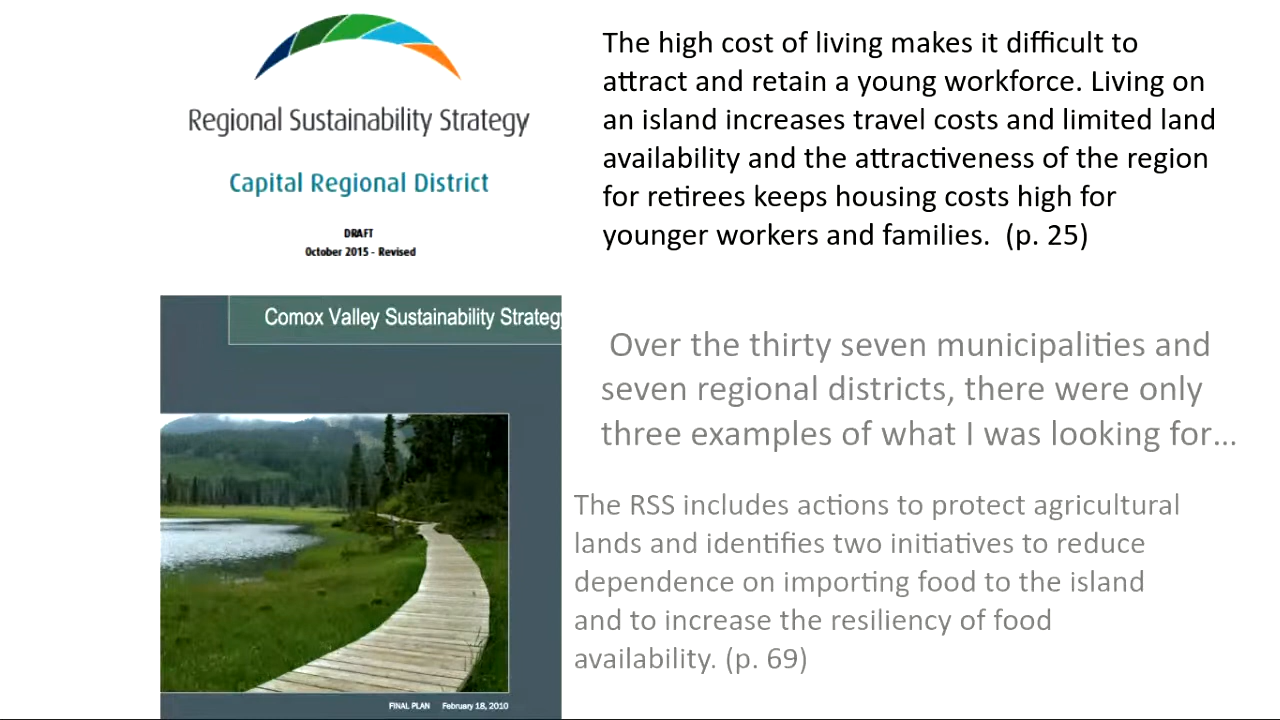 Regional Sustainability Strategy
Capital Regional District
DRAFT
October 2015 - Revised
The high cost of living makes it difficult to
attract and retain a young workforce. Living on
an island increases travel costs and limited land
availability and the attractiveness of the region
for retirees keeps housing costs high for
younger workers and families.  (p. 25)
Comox Valley Sustainability Strategy
Over the thirty seven municipalities and
seven regional districts, there were only
three examples of what I was looking for...
The RSS includes actions to protect agricultural
lands and identifies two initiatives to reduce
dependence on importing food to the island
and to increase the resiliency of food
availability. (p. 69)
FINAL PLAN February 18, 2010